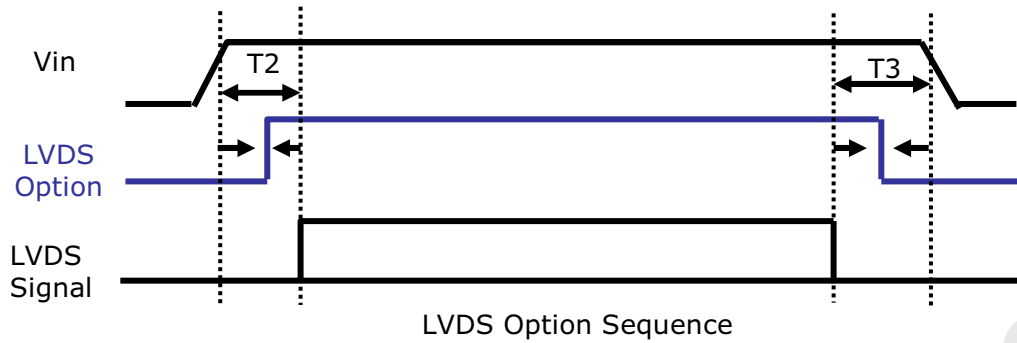 Vin
T2
T3
LVDS
Option
LVDS
Signal
LVDS Option Sequence